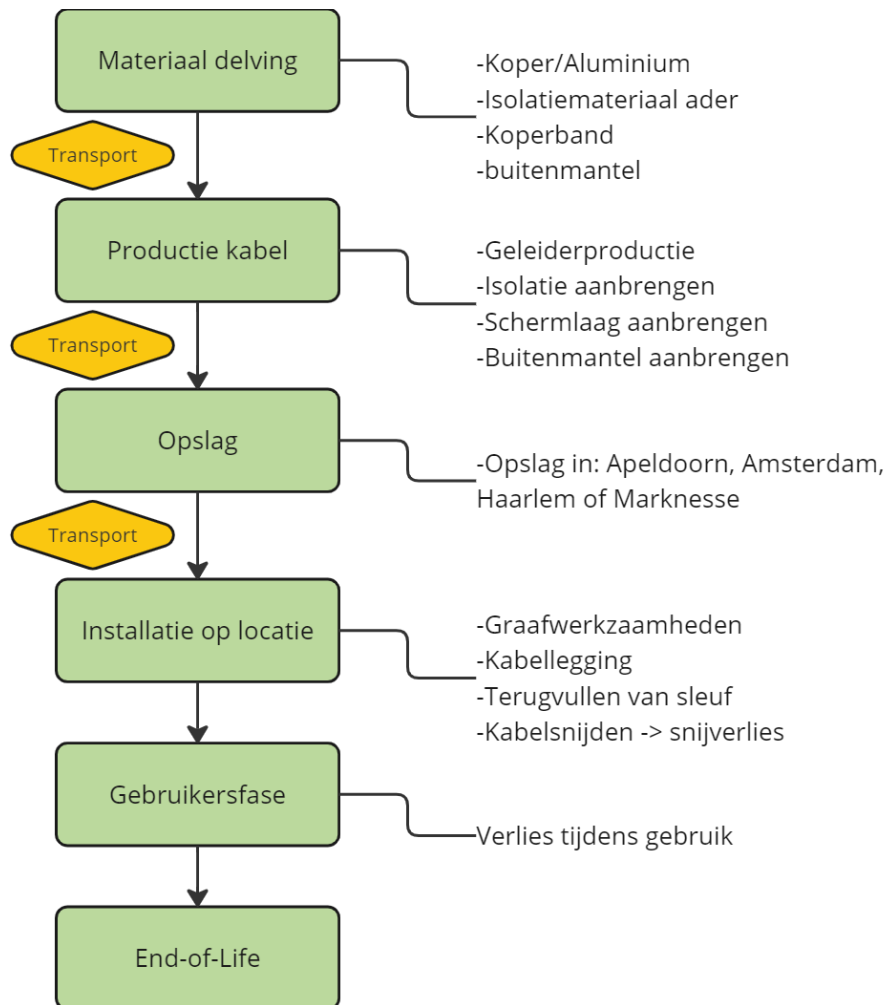 Materiaal delving
-Koper/Aluminium
-Isolatiemateriaal ader
-Koperband
-buitenmantel
Transport
Productie kabel
-Geleiderproductie
-Isolatie aanbrengen
-Schermlaag aanbrengen
-Buitenmantel aanbrengen
Transport
Opslag
-Opslag in: Apeldoorn, Amsterdam,
Haarlem of Marknesse
Transport
Installatie op locatie
-Graafwerkzaamheden
-Kabellegging
-Terugvullen van sleuf
-Kabelsnijden -> snijverlies
Gebruikersfase
Verlies tijdens gebruik
End-of-Life